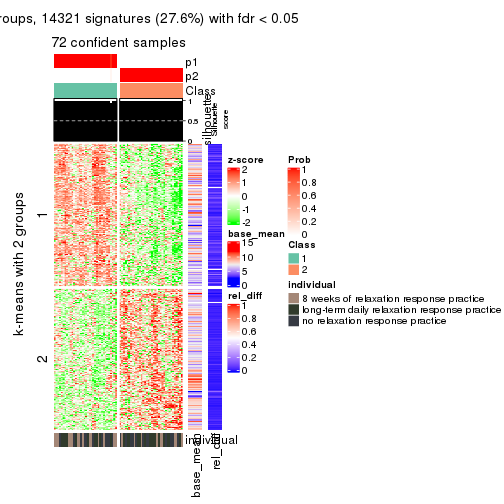 roups, 14321 signatures (27.6%) with fdr < 0.05
72 confident samples
p1
p2
Class
1
0.5
0
silhouette
Silhouette
score
k-means with 2 groups
1
2
z-score
2
1
0
-1
-2
base_mean
15
10
5
0
rel_diff
1
0.8
0.6
0.4
0.2
0
Prob
1
0.8
0.6
0.4
0.2
0
Class
1
2
individual
8 weeks of relaxation response practice
long-term daily relaxation response practice
no relaxation response practice
individual
base_mean
rel_diff